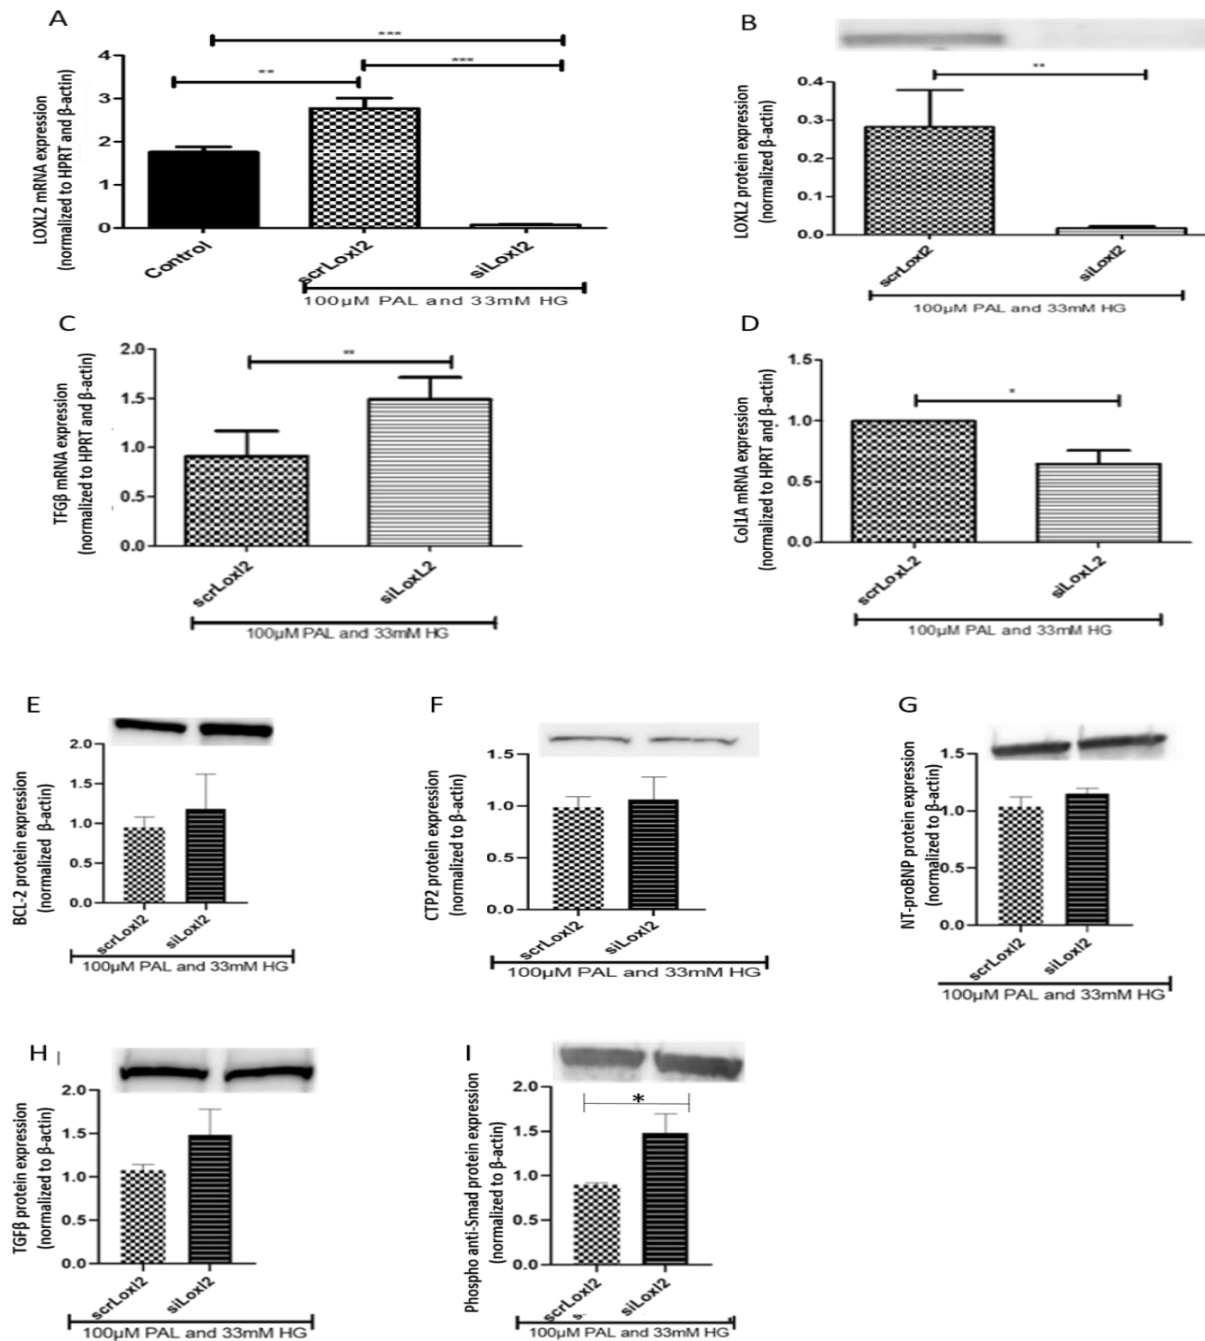 A
***
**
***
LOXL2 mRNA expression
(normalized to HPRT and β-actin)
4
3
2
1
0
Control
scrLoxl2
siLoxl2
100µM PAL and 33mM HG
B
**
LOXL2 protein expression
(normalized β-actin)
0.4
0.3
0.2
0.1
0.0
scrLoxl2
siLoxl2
100µM PAL and 33mM HG
C
**
TFGβ mRNA expression
(normalized to HPRT and β-actin)
2.0
1.5
1.0
0.5
0.0
scrLoxl2
siLoxL2
100µM PAL and 33mM HG
D
*
Col1A mRNA expression
(normalized to HPRT and β-actin)
1.5
1.0
0.5
0.0
scrLoxL2
siLoxL2
100µM PAL and 33mM HG
E
BCL-2 protein expression
(normalized β-actin)
2.0
1.5
1.0
0.5
0.0
scrLoxl2
siLoxl2
100µM PAL and 33mM HG
F
CTP2 protein expression
(normalized to β-actin)
1.5
1.0
0.5
0.0
scrLoxl2
siLoxl2
100µM PAL and 33mM HG
G
NT-proBNP protein expression
(normalized to β-actin)
1.5
1.0
0.5
0.0
scrLoxl2
siLoxl2
100µM PAL and 33mM HG
H
TGFβ protein expression
(normalized to β-actin)
2.0
1.5
1.0
0.5
0.0
scrLoxl2
siLoxl2
100µM PAL and 33mM HG
I
*
Phospho anti-Smad protein expression
(normalized to β-actin)
2.0
1.5
1.0
0.5
0.0
scrLoxl2
siLoxl2
100µM PAL and 33mM HG